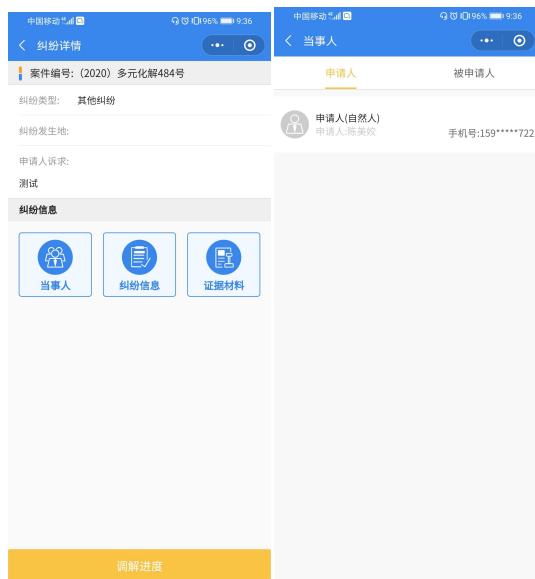 中国移动 96% 9:36
纠纷详情
案件编号:（2020）多元化解484号
纠纷类型: 其他纠纷
纠纷发生地:
申请人诉求:
测试
纠纷信息
当事人 纠纷信息 证据材料
调解进度
中国移动 96% 9:36
当事人
申请人 被申请人
申请人(自然人)
申请人:陈美姣
手机号:159*****722